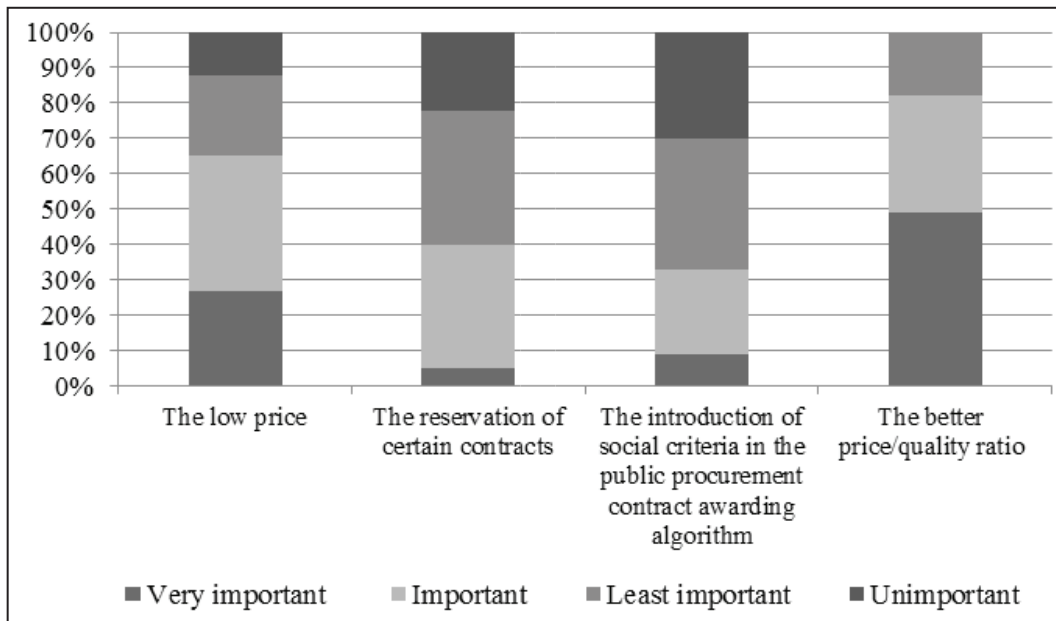 100%
90%
80%
70%
60%
50%
40%
30%
20%
10%
0%
The low price
The reservation of
certain contracts
The introduction of
social criteria in the
public procurement
contract awarding
algorithm
The better
price/quality ratio
Very important
Important
Least important
Unimportant